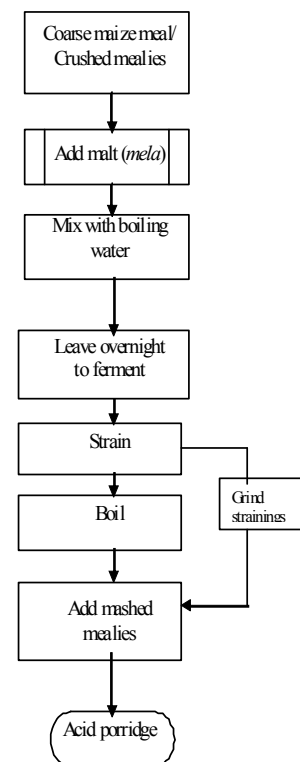 Coarse maize meal/
Crushed mealies
Add malt (mela)
Mix with boiling
water
Leave overnight
to ferment
Strain
Grind
strainings
Boil
Add mashed
mealies
Acid porridge